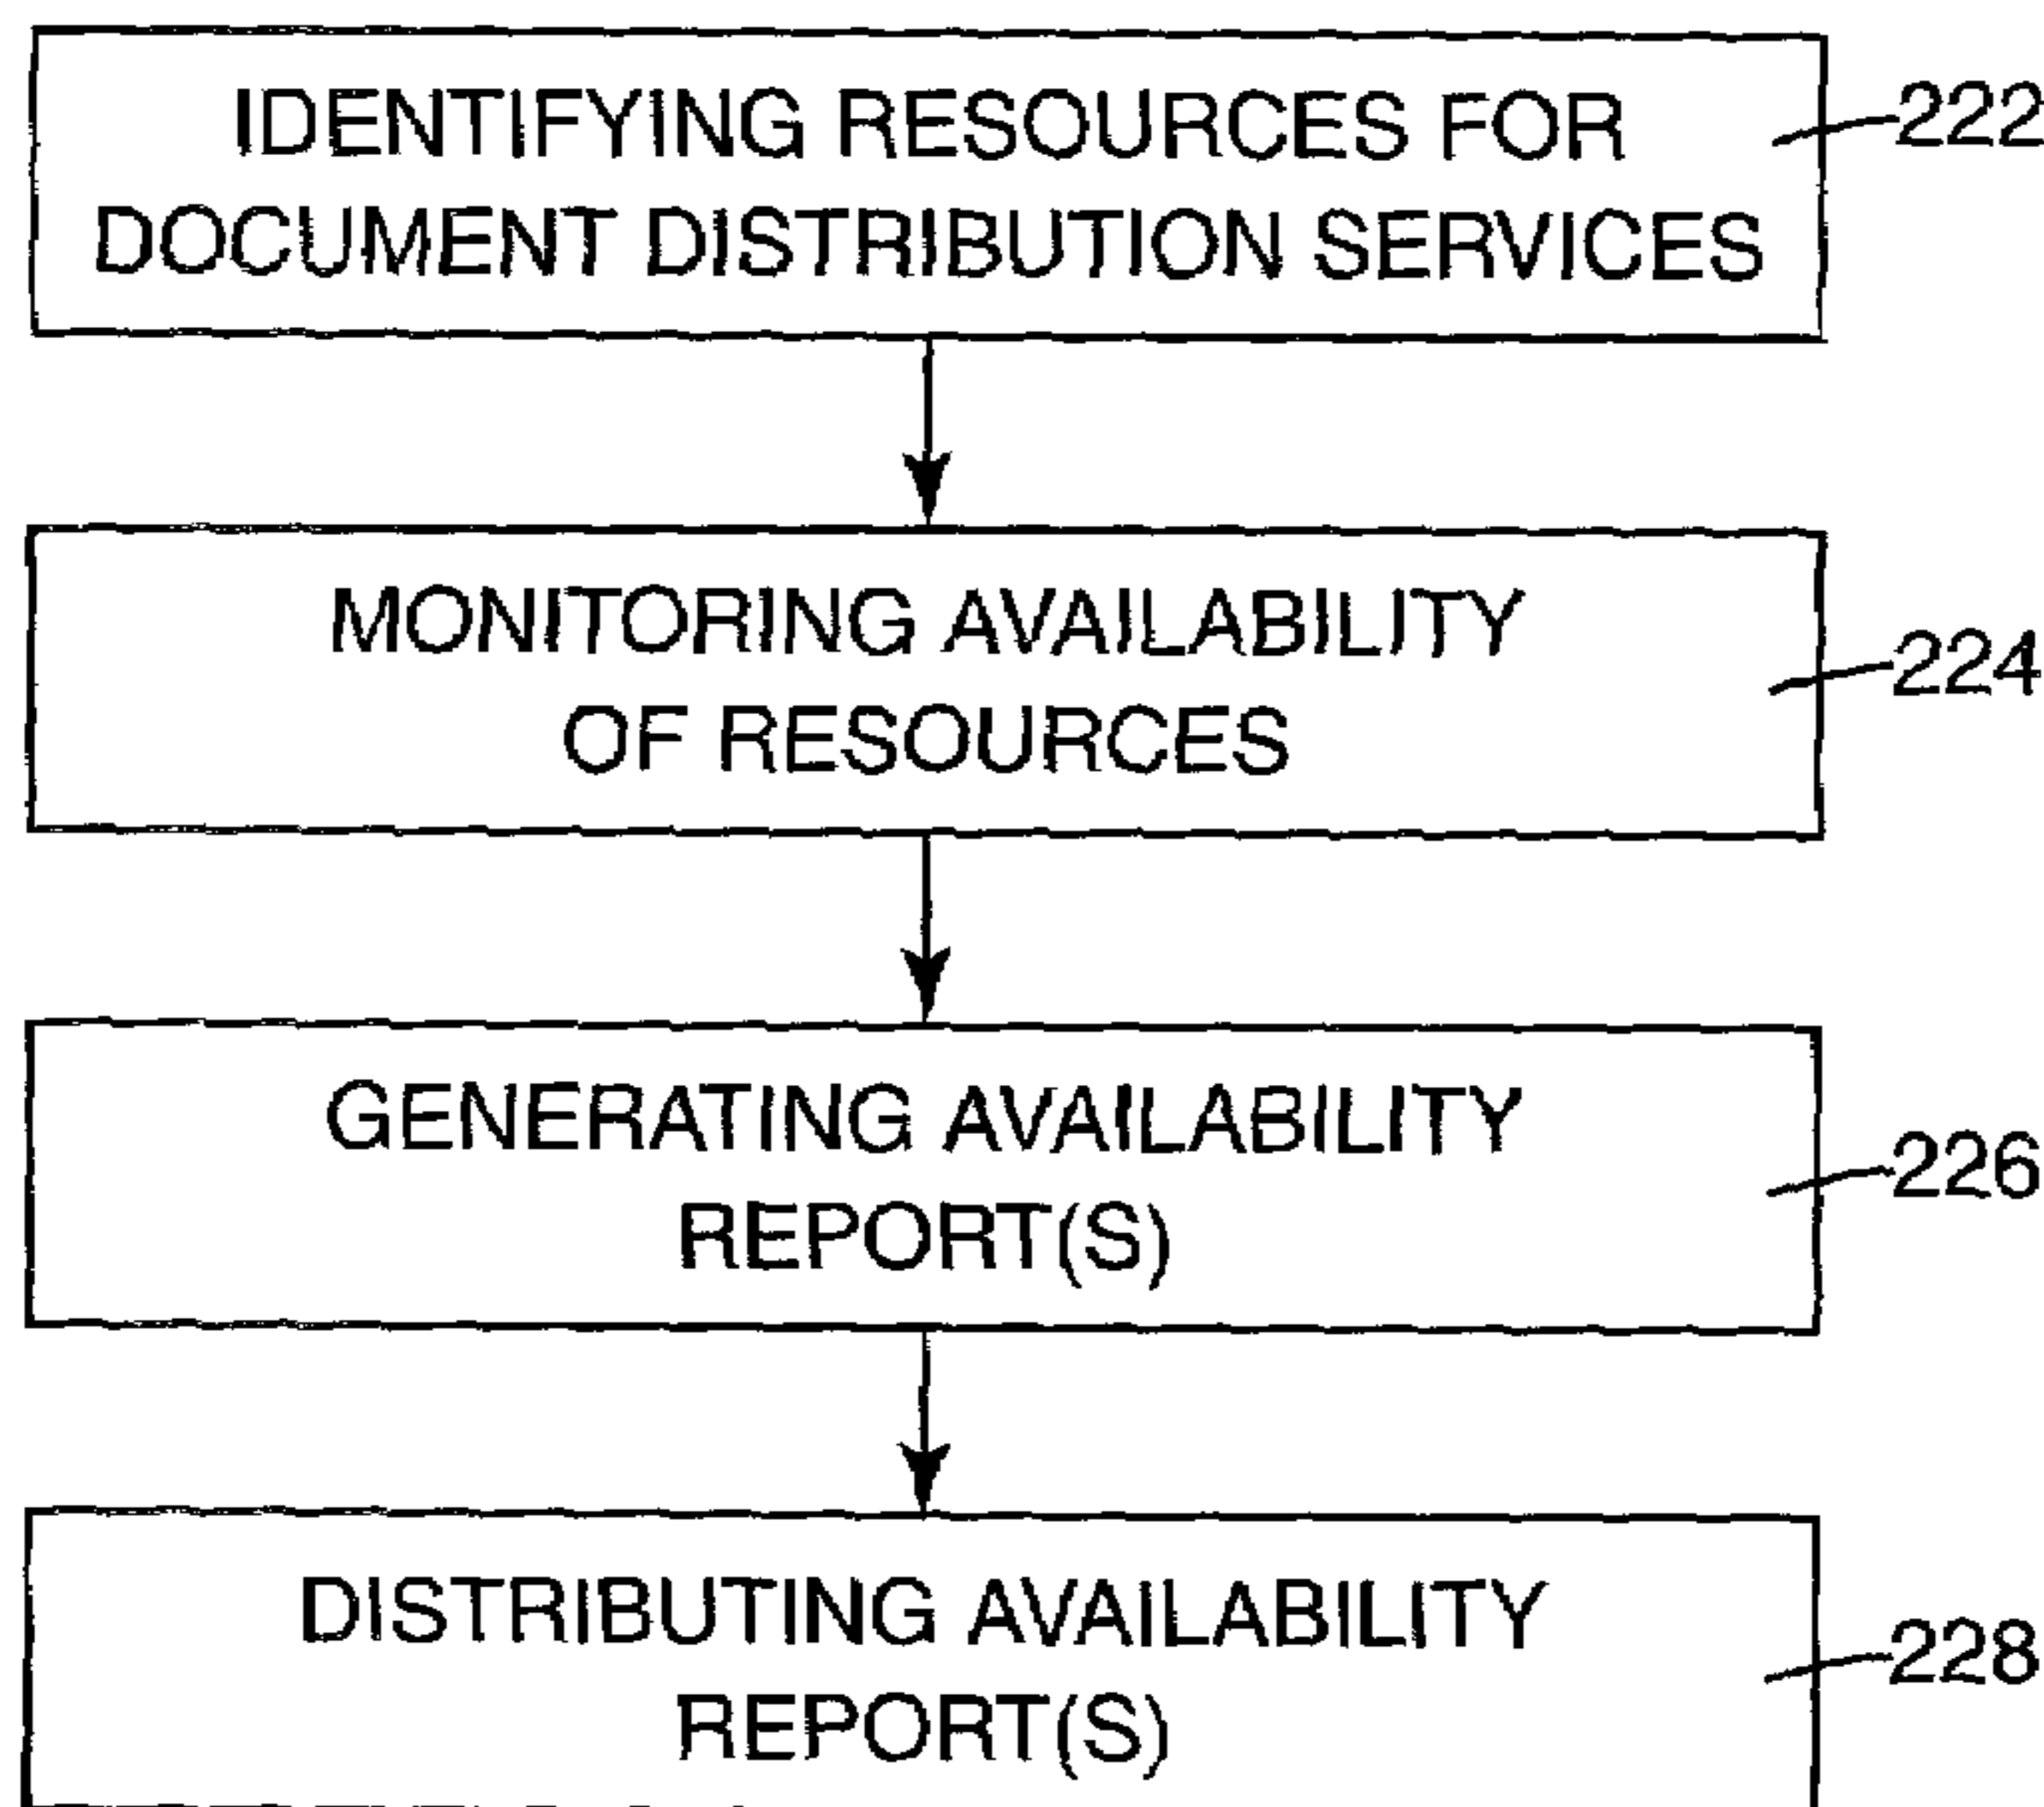 IDENTIFYING RESOURCES FOR
DOCUMENT DISTRIBUTION SERVICES
222
MONITORING AVAILABILITY
OF RESOURCES
224
GENERATING AVAILABILITY
REPORT(S)
226
DISTRIBUTING AVAILABILITY
REPORT(S)
228